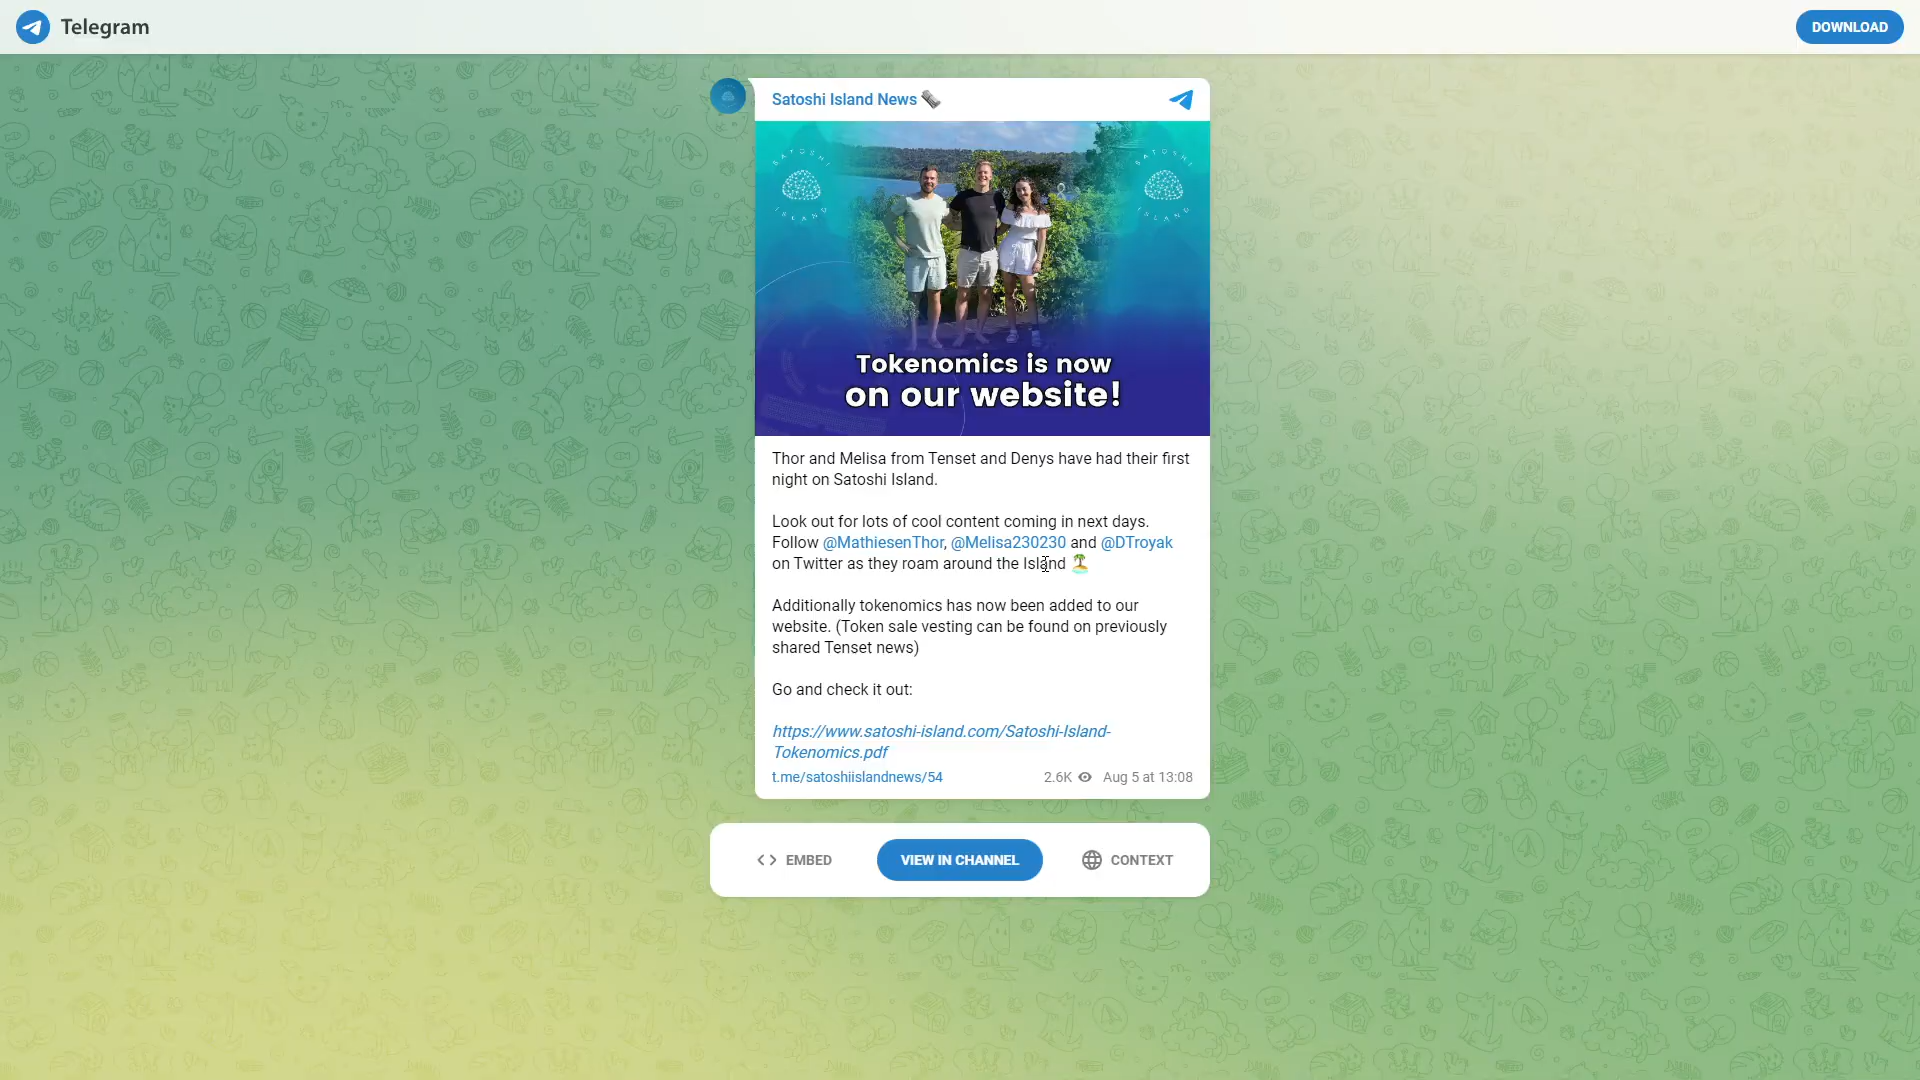 Telegram
DOWNLOAD
Satoshi Island News
SATOSHI
ISLAND
SATOSHI
ISLAND
Tokenomics is now
on our website!
Thor and Melisa from Tenset and Denys have had their first
night on Satoshi Island.
Look out for lots of cool content coming in next days.
Follow @MathiesenThor, @Melisa230230 and @DTroyak
on Twitter as they roam around the Island 🏝
Additionally tokenomics has now been added to our
website. (Token sale vesting can be found on previously
shared Tenset news)
Go and check it out:
https://www.satoshi-island.com/Satoshi-Island-
Tokenomics.pdf
t.me/satoshiislandnews/54 2.6K Aug 5 at 13:08
EMBED VIEW IN CHANNEL CONTEXT